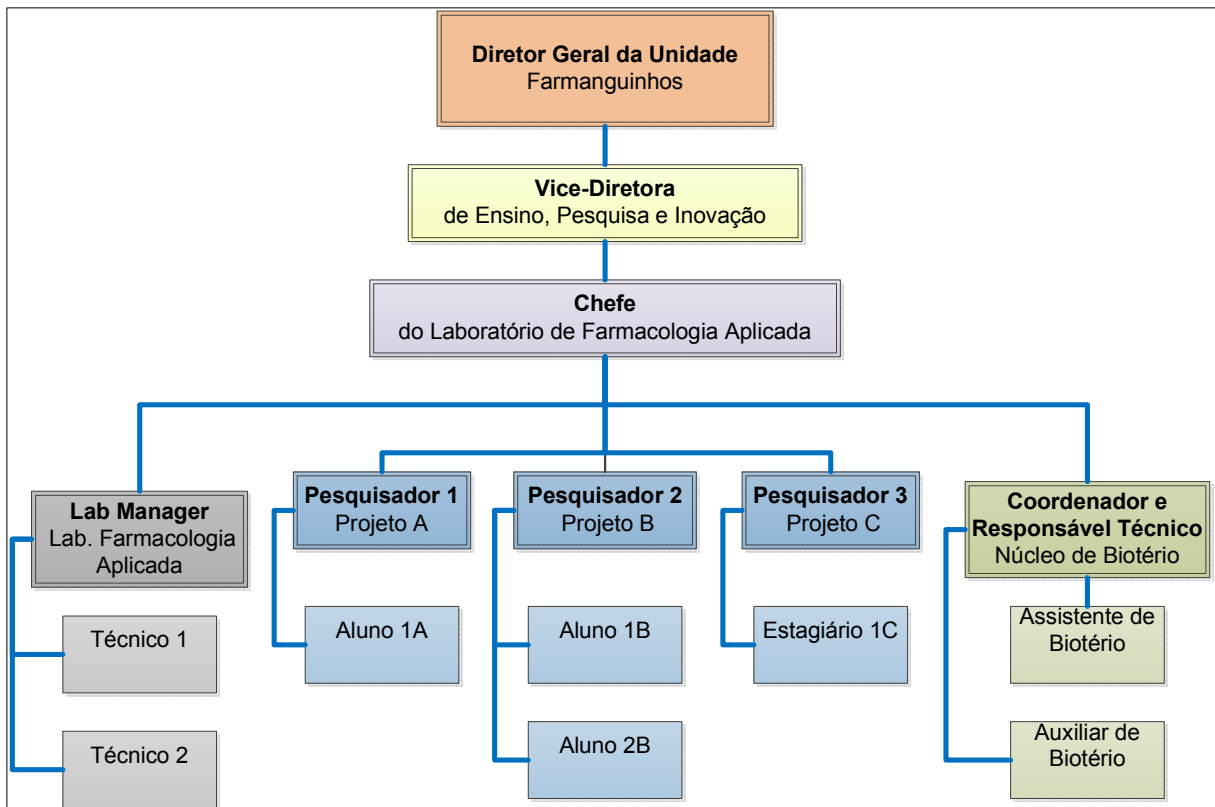 Diretor Geral da Unidade
Farmanguinhos
Vice-Diretora
de Ensino, Pesquisa e Inovação
Chefe
do Laboratório de Farmacologia Aplicada
Lab Manager
Lab. Farmacologia
Aplicada
Técnico 1
Técnico 2
Pesquisador 1
Projeto A
Aluno 1A
Pesquisador 2
Projeto B
Aluno 1B
Aluno 2B
Pesquisador 3
Projeto C
Estagiário 1C
Coordenador e
Responsável Técnico
Núcleo de Biotério
Assistente de
Biotério
Auxiliar de
Biotério